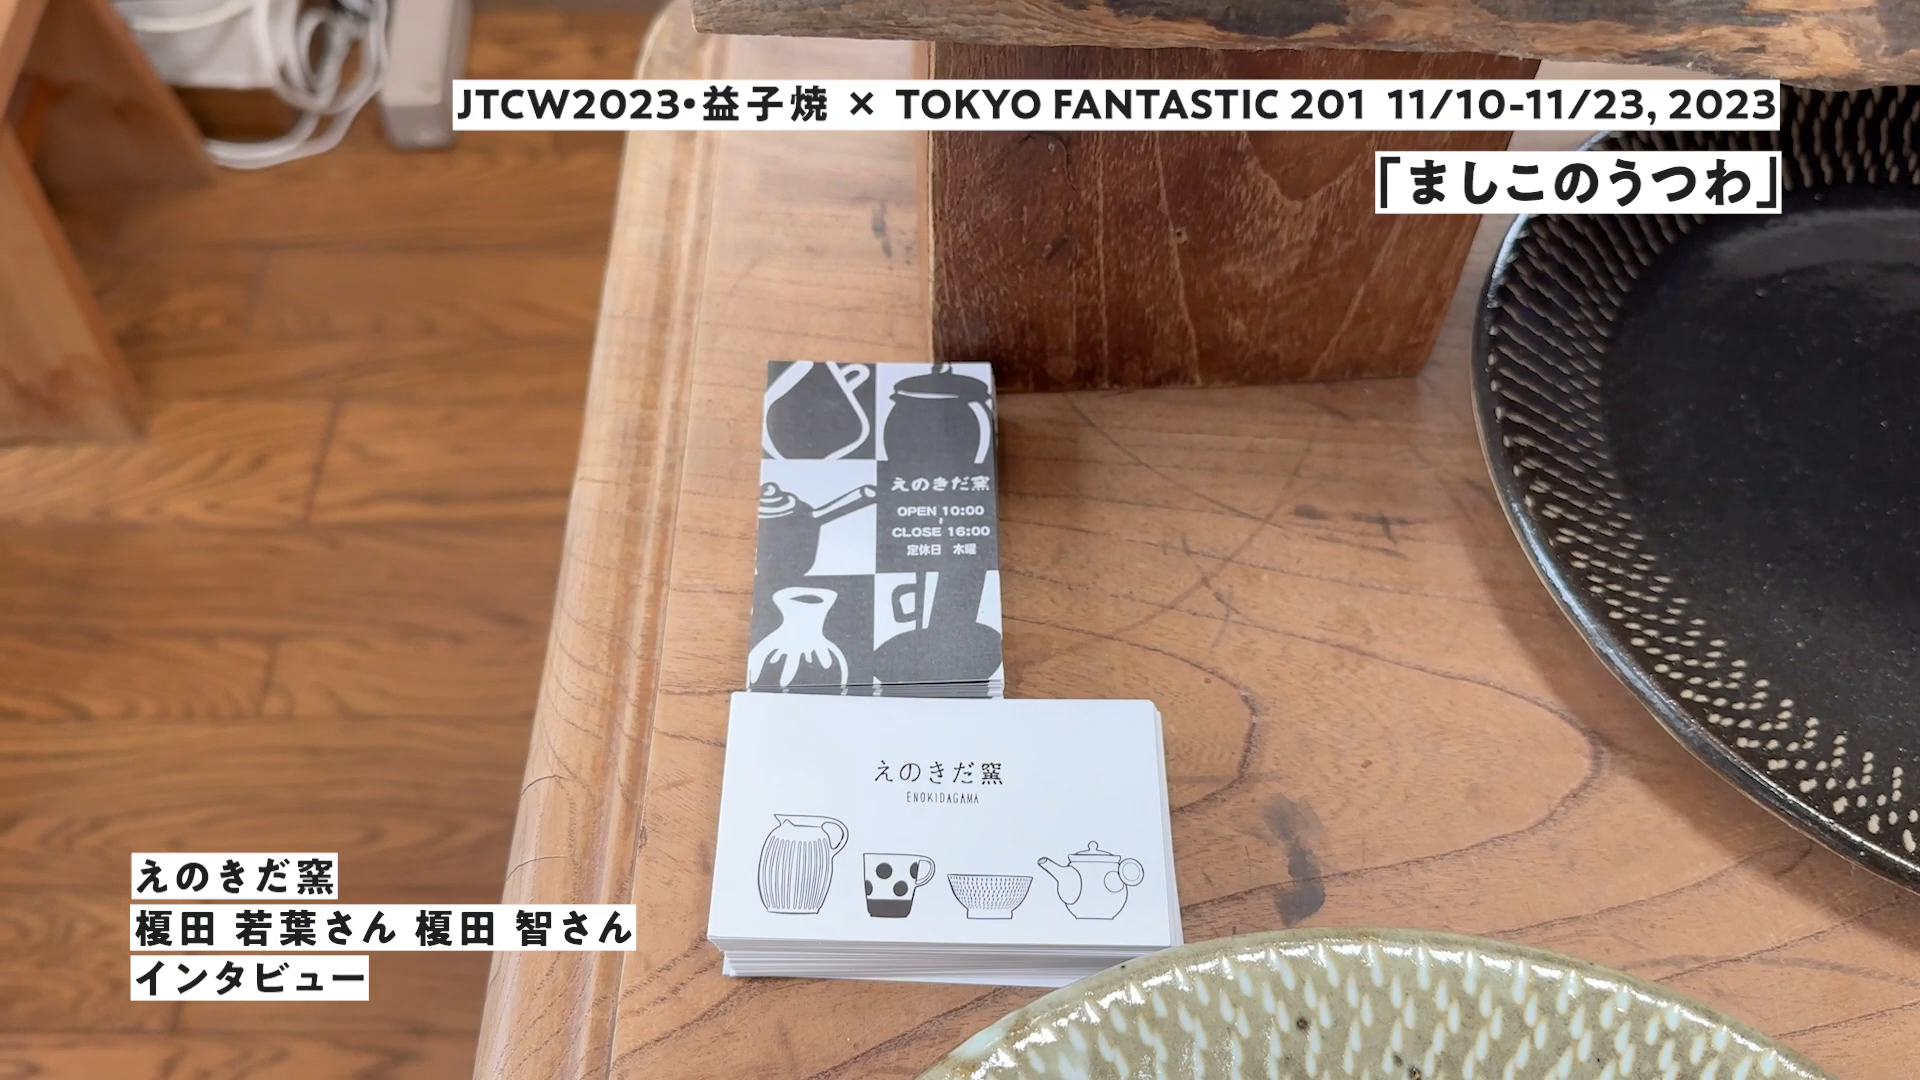 JTCW2023•益子焼 × TOKYO FANTASTIC 201 11/10-11/23, 2023
「ましこのうつわ」
えのきだ窯
OPEN 10:00
CLOSE 16:00
定休日 木曜
えのきだ窯
ENOKIDAGAMA
えのきだ窯
榎田 若葉さん 榎田 智さん
インタビュー